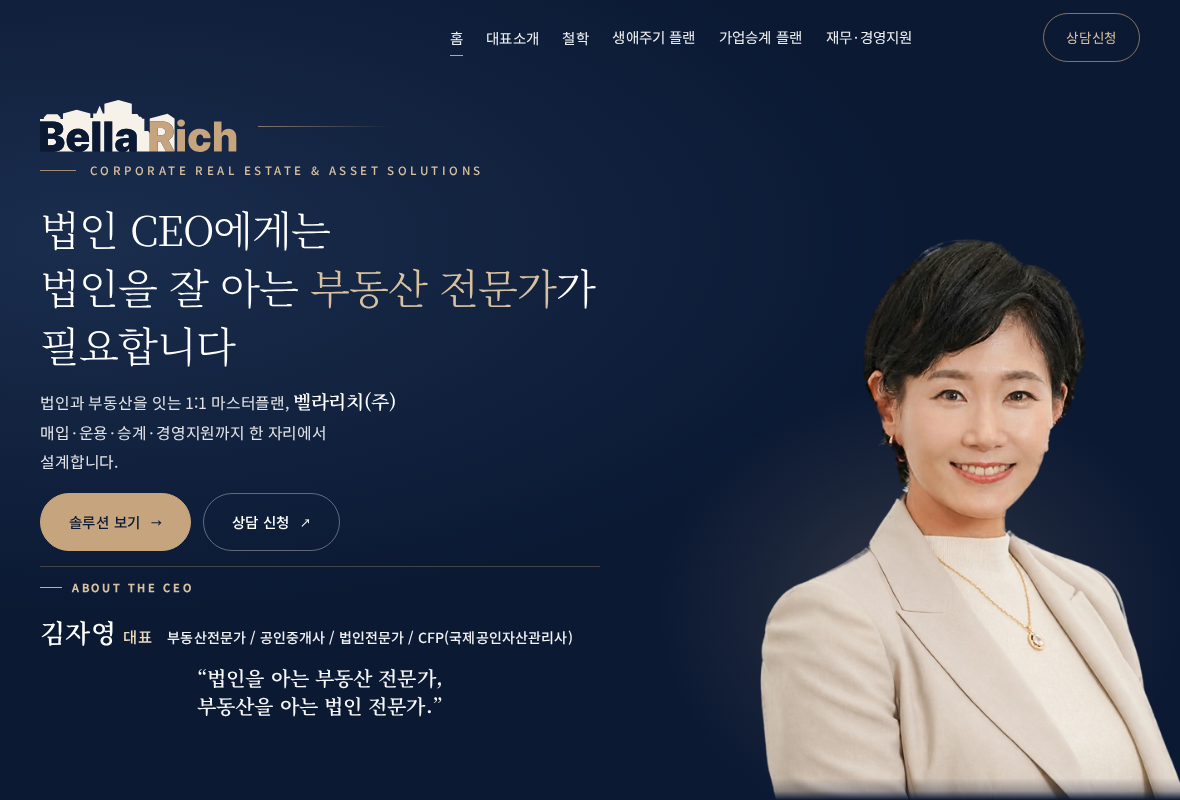 홈 대표소개 철학 생애주기 플랜 가업승계 플랜 재무·경영지원 상담신청
Bella Rich
CORPORATE REAL ESTATE & ASSET SOLUTIONS
법인 CEO에게는
법인을 잘 아는 부동산 전문가가
필요합니다
법인과 부동산을 잇는 1:1 마스터플랜, 벨라리치(주)
매입·운용·승계·경영지원까지 한 자리에서
설계합니다.
솔루션 보기 → 상담 신청 ↗
ABOUT THE CEO
김자영 대표 부동산전문가 / 공인중개사 / 법인전문가 / CFP(국제공인자산관리사)
“법인을 아는 부동산 전문가,
부동산을 아는 법인 전문가.”